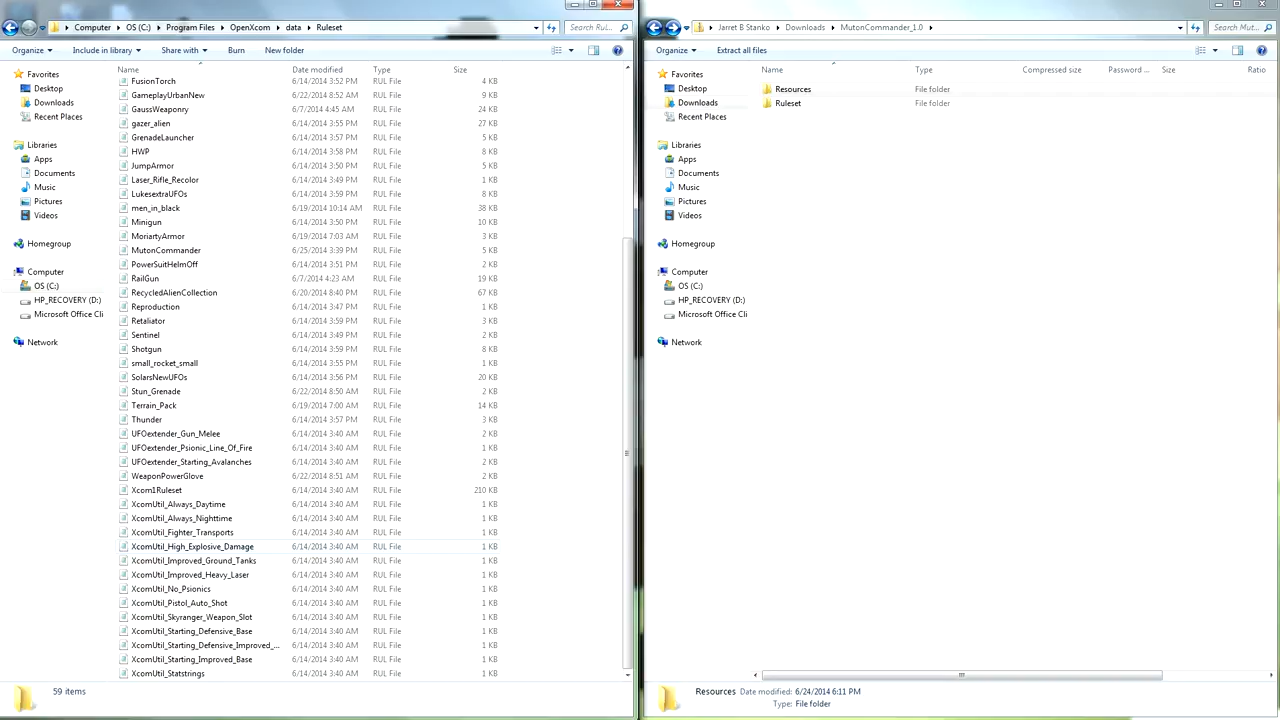 Computer OS (C:) Program Files OpenXcom data Ruleset Search Rul...
Organize Include in library Share with Burn New folder
Favorites
Desktop
Downloads
Recent Places
Libraries
Apps
Documents
Music
Pictures
Videos
Homegroup
Computer
OS (C:)
HP_RECOVERY (D:)
Microsoft Office Cli
Network
Name Date modified Type Size
FusionTorch 6/14/2014 3:52 PM RUL File 4 KB
GameplayUrbanNew 6/22/2014 8:52 AM RUL File 9 KB
GaussWeaponry 6/7/2014 4:45 AM RUL File 24 KB
gazer_alien 6/14/2014 3:55 PM RUL File 27 KB
GrenadeLauncher 6/14/2014 3:57 PM RUL File 5 KB
HWP 6/14/2014 3:58 PM RUL File 8 KB
JumpArmor 6/14/2014 3:50 PM RUL File 5 KB
Laser_Rifle_Recolor 6/14/2014 3:49 PM RUL File 1 KB
LukesextraUFOs 6/14/2014 3:59 PM RUL File 8 KB
men_in_black 6/19/2014 10:14 AM RUL File 38 KB
Minigun 6/14/2014 3:50 PM RUL File 10 KB
MoriartyArmor 6/19/2014 7:03 AM RUL File 3 KB
MutonCommander 6/25/2014 3:39 PM RUL File 5 KB
PowerSuitHelmOff 6/14/2014 3:51 PM RUL File 2 KB
RailGun 6/7/2014 4:23 AM RUL File 19 KB
RecycledAlienCollection 6/20/2014 8:40 PM RUL File 67 KB
Reproduction 6/14/2014 3:47 PM RUL File 1 KB
Retaliator 6/14/2014 3:59 PM RUL File 3 KB
Sentinel 6/14/2014 3:49 PM RUL File 2 KB
Shotgun 6/14/2014 3:59 PM RUL File 8 KB
small_rocket_small 6/14/2014 3:55 PM RUL File 1 KB
SolarsNewUFOs 6/14/2014 3:56 PM RUL File 20 KB
Stun_Grenade 6/22/2014 8:50 AM RUL File 2 KB
Terrain_Pack 6/19/2014 7:00 AM RUL File 14 KB
Thunder 6/14/2014 3:57 PM RUL File 3 KB
UFOextender_Gun_Melee 6/14/2014 3:40 AM RUL File 2 KB
UFOextender_Psionic_Line_Of_Fire 6/14/2014 3:40 AM RUL File 1 KB
UFOextender_Starting_Avalanches 6/14/2014 3:40 AM RUL File 2 KB
WeaponPowerGlove 6/22/2014 8:51 AM RUL File 2 KB
Xcom1Ruleset 6/14/2014 3:40 AM RUL File 210 KB
XcomUtil_Always_Daytime 6/14/2014 3:40 AM RUL File 1 KB
XcomUtil_Always_Nighttime 6/14/2014 3:40 AM RUL File 1 KB
XcomUtil_Fighter_Transports 6/14/2014 3:40 AM RUL File 1 KB
XcomUtil_High_Explosive_Damage 6/14/2014 3:40 AM RUL File 1 KB
XcomUtil_Improved_Ground_Tanks 6/14/2014 3:40 AM RUL File 1 KB
XcomUtil_Improved_Heavy_Laser 6/14/2014 3:40 AM RUL File 1 KB
XcomUtil_No_Psionics 6/14/2014 3:40 AM RUL File 1 KB
XcomUtil_Pistol_Auto_Shot 6/14/2014 3:40 AM RUL File 1 KB
XcomUtil_Skyranger_Weapon_Slot 6/14/2014 3:40 AM RUL File 1 KB
XcomUtil_Starting_Defensive_Base 6/14/2014 3:40 AM RUL File 1 KB
XcomUtil_Starting_Defensive_Improved_... 6/14/2014 3:40 AM RUL File 1 KB
XcomUtil_Starting_Improved_Base 6/14/2014 3:40 AM RUL File 1 KB
XcomUtil_Statstrings 6/14/2014 3:40 AM RUL File 1 KB
59 items
Jarret B Stanko Downloads MutonCommander_1.0 Search Mut...
Organize Extract all files
Favorites
Desktop
Downloads
Recent Places
Libraries
Apps
Documents
Music
Pictures
Videos
Homegroup
Computer
OS (C:)
HP_RECOVERY (D:)
Microsoft Office Cli
Network
Name Type Compressed size Password ... Size Ratio
Resources File folder
Ruleset File folder
Resources Date modified: 6/24/2014 6:11 PM
Type: File folder